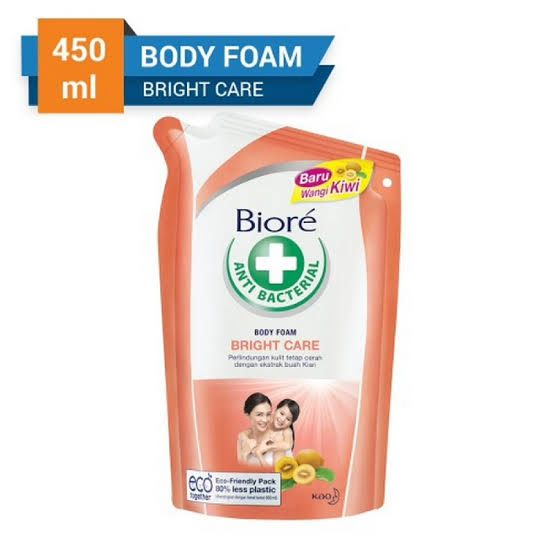 450
ml
BODY FOAM
BRIGHT CARE
Baru
Wangi Kiwi
Bioré
ANTI BACTERIAL
BODY FOAM
BRIGHT CARE
Perlindungan kulit tetap cerah
dengan ekstrak buah Kiwi
eco
together
Eco-Friendly Pack
80% less plastic
Kao